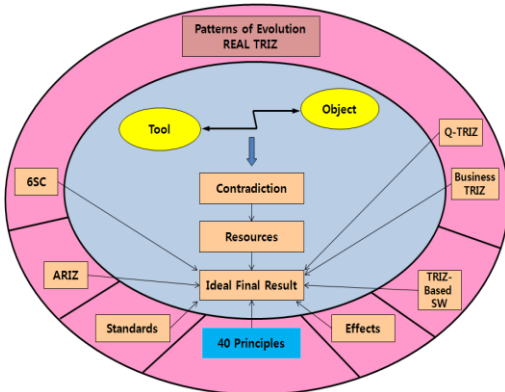 Patterns of Evolution
REAL TRIZ
Object
Tool
Q-TRIZ
6SC
Contradiction
Business
TRIZ
Resources
ARIZ
Ideal Final Result
TRIZ-
Based
SW
Standards
40 Principles
Effects